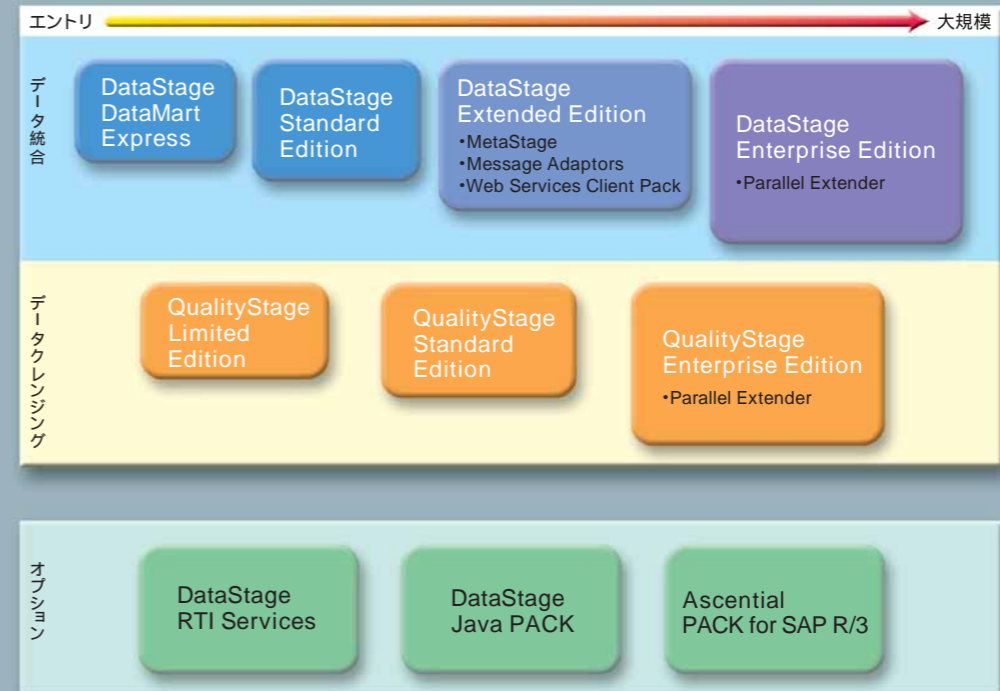 エントリ
大規模
データ統合
DataStage
DataMart
Express
DataStage
Standard
Edition
DataStage
Extended Edition
・MetaStage
・Message Adaptors
・Web Services Client Pack
DataStage
Enterprise Edition
・Parallel Extender
データクレンジング
QualityStage
Limited
Edition
QualityStage
Standard
Edition
QualityStage
Enterprise Edition
・Parallel Extender
オプション
DataStage
RTI Services
DataStage
Java PACK
Ascential
PACK for SAP R/3